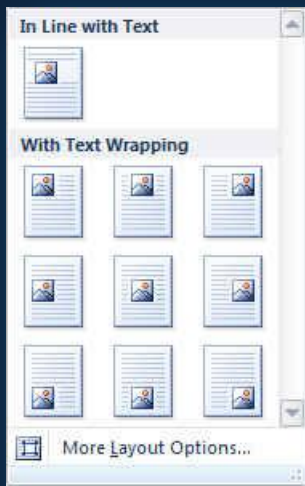 In Line with Text
With Text Wrapping
More Layout Options...